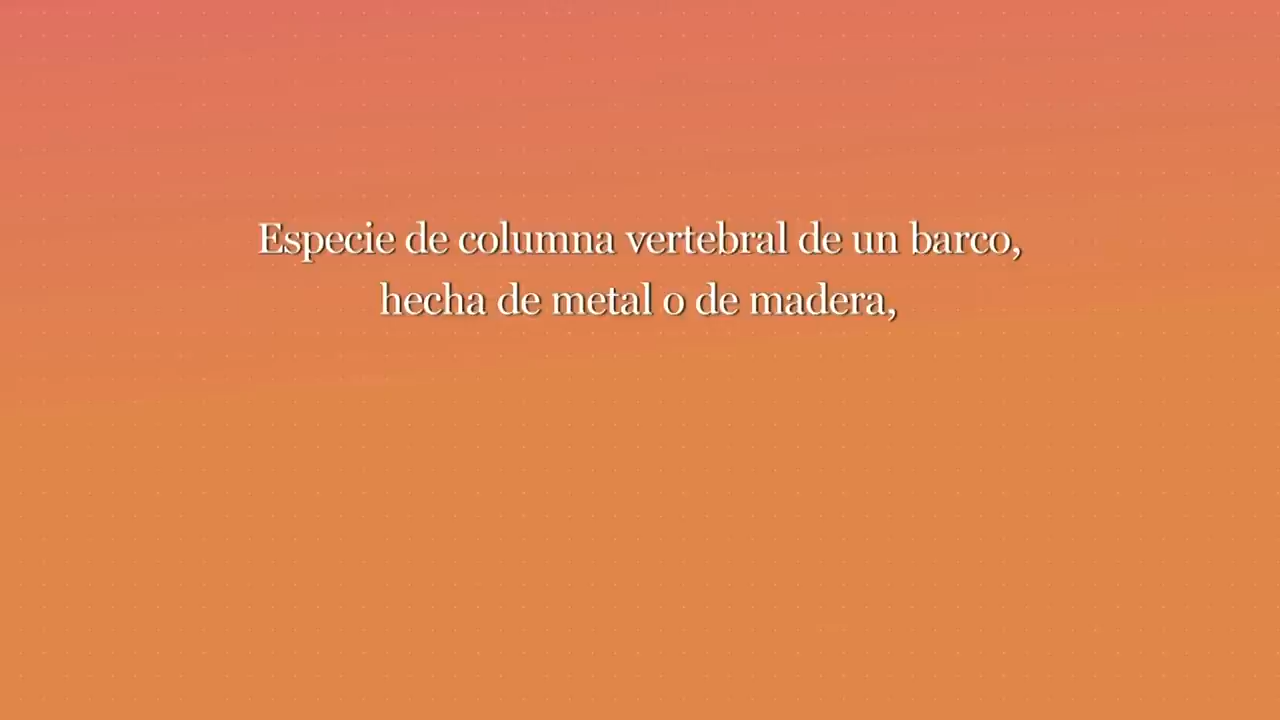 Especie de columna vertebral de un barco,
hecha de metal o de madera,